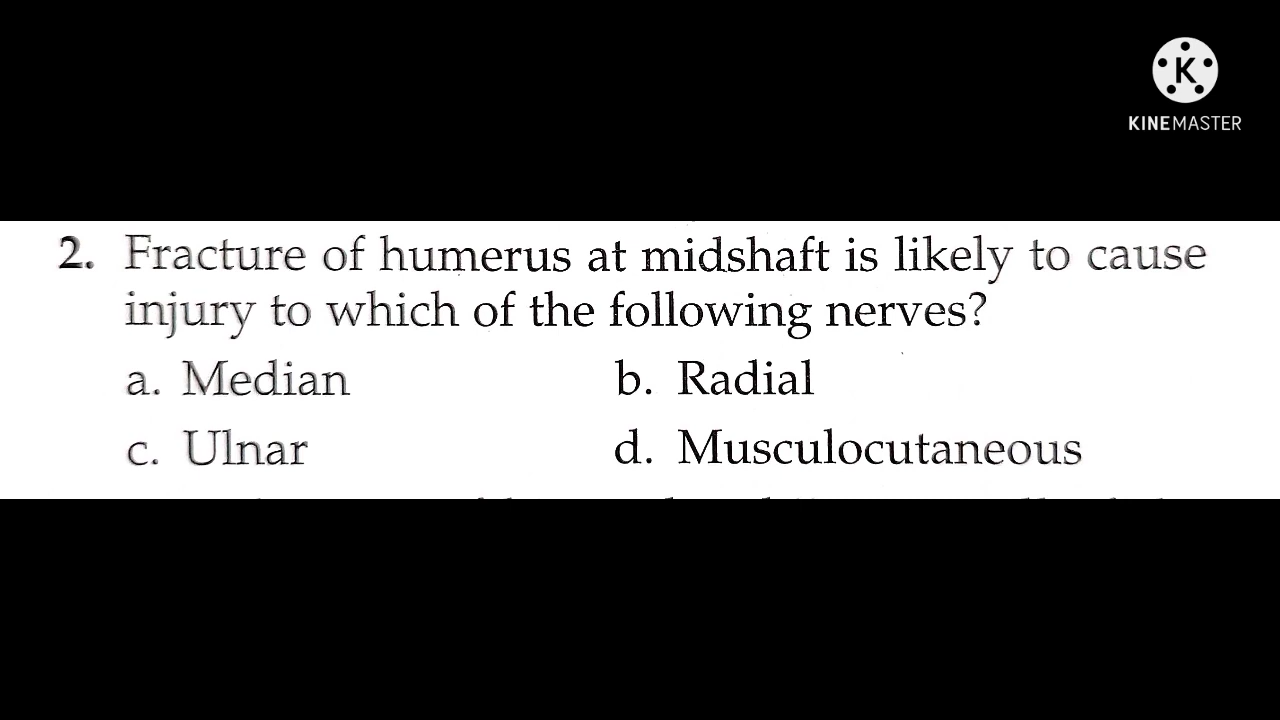 K
KINEMASTER
2. Fracture of humerus at midshaft is likely to cause
injury to which of the following nerves?
a. Median b. Radial
c. Ulnar d. Musculocutaneous